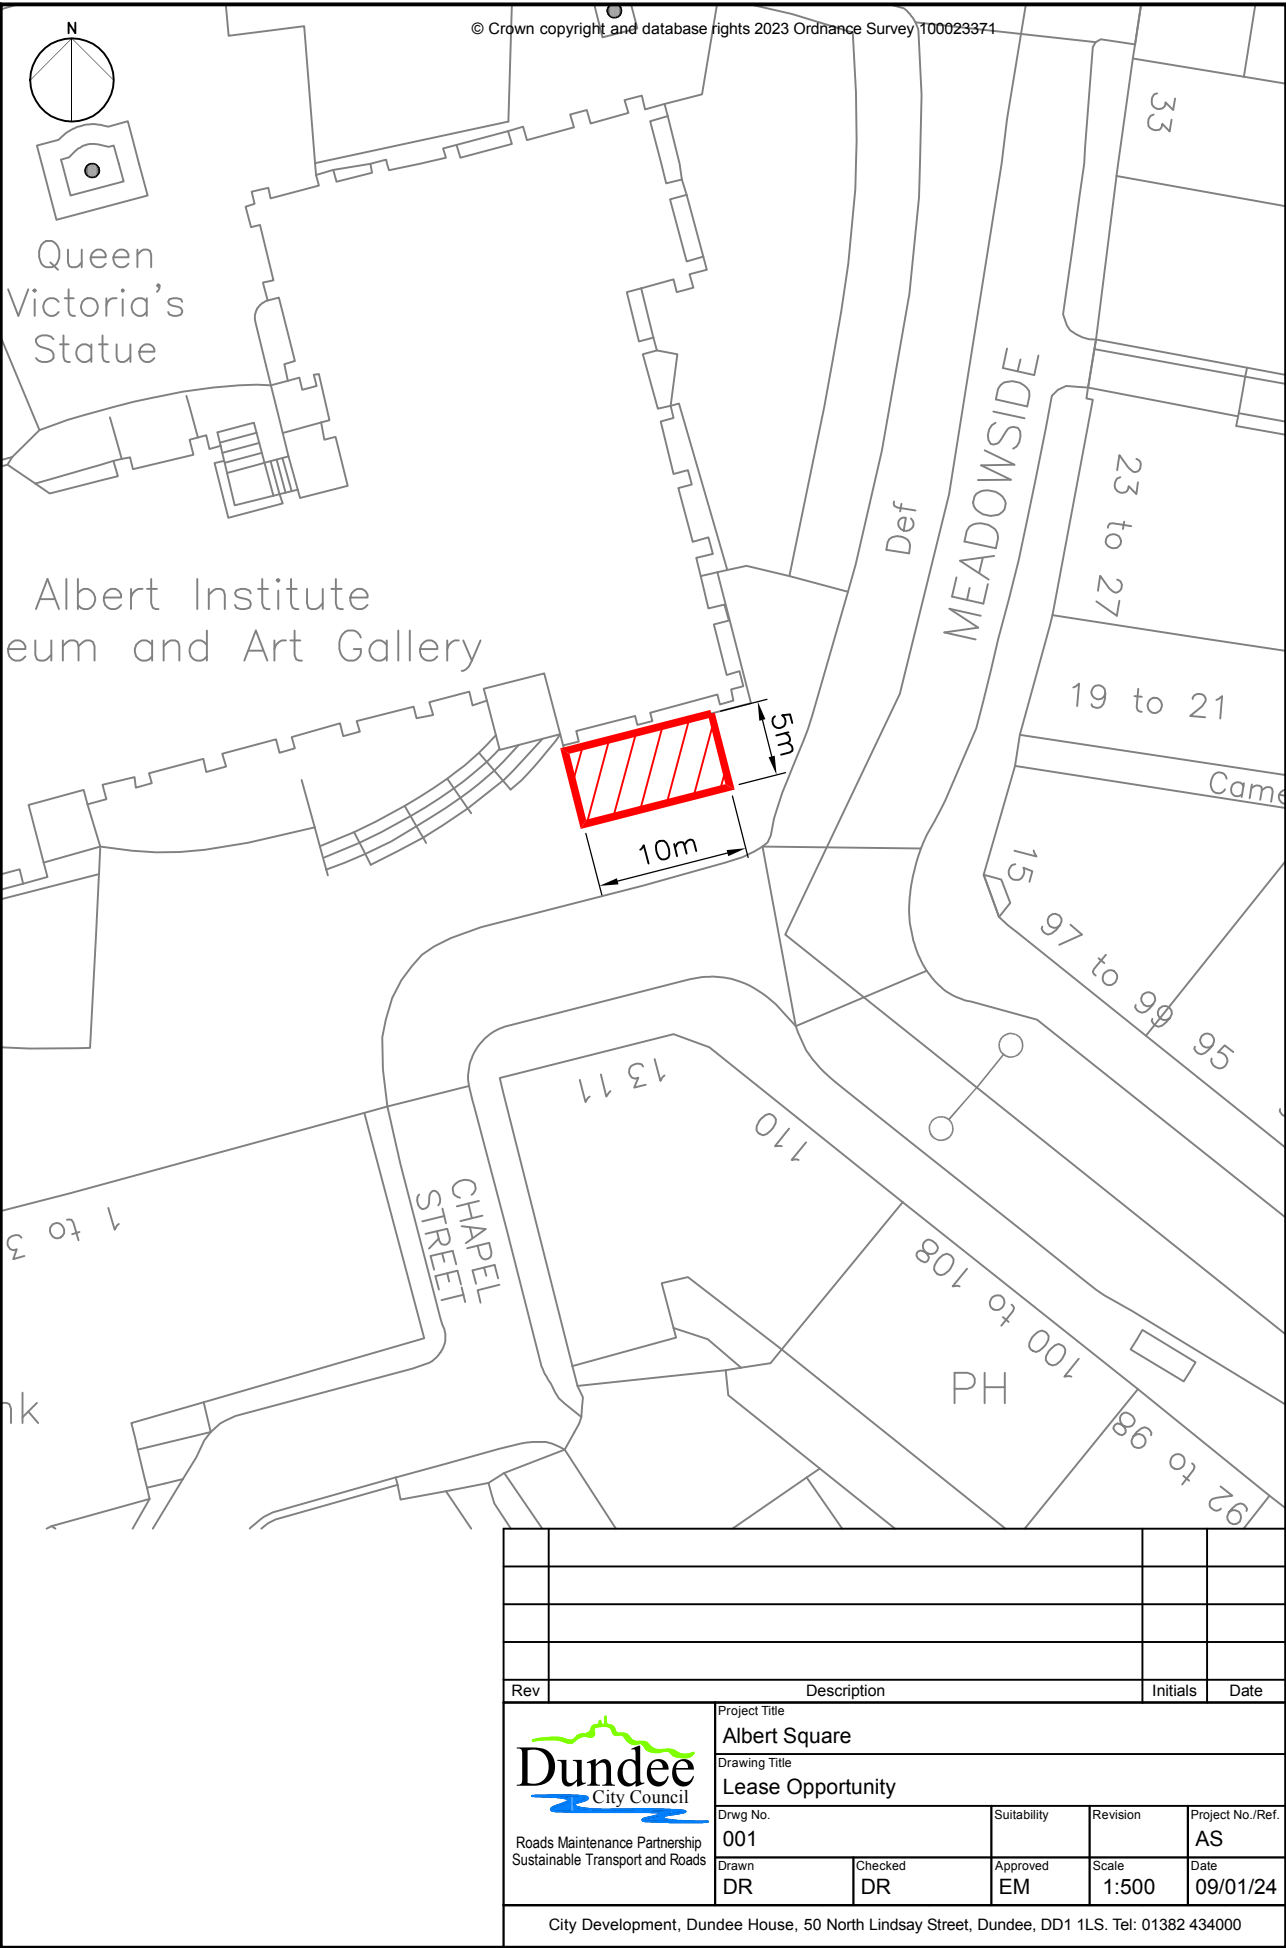 © Crown copyright and database rights 2023 Ordnance Survey 100023371
N
33
Queen
Victoria's
Statue
MEADOWSIDE
Def
23 to 27
Albert Institute
eum and Art Gallery
19 to 21
5m
Came
10m
15
97 to 99
95
13 11
110
CHAPEL
STREET
1 to 3
100 to 108
PH
nk
92 to 98
Rev
Description
Initials
Date
Dundee
City Council
Roads Maintenance Partnership
Sustainable Transport and Roads
Project Title
Albert Square
Drawing Title
Lease Opportunity
Drwg No.
001
Suitability
Revision
Project No./Ref.
AS
Drawn
DR
Checked
DR
Approved
EM
Scale
1:500
Date
09/01/24
City Development, Dundee House, 50 North Lindsay Street, Dundee, DD1 1LS. Tel: 01382 434000